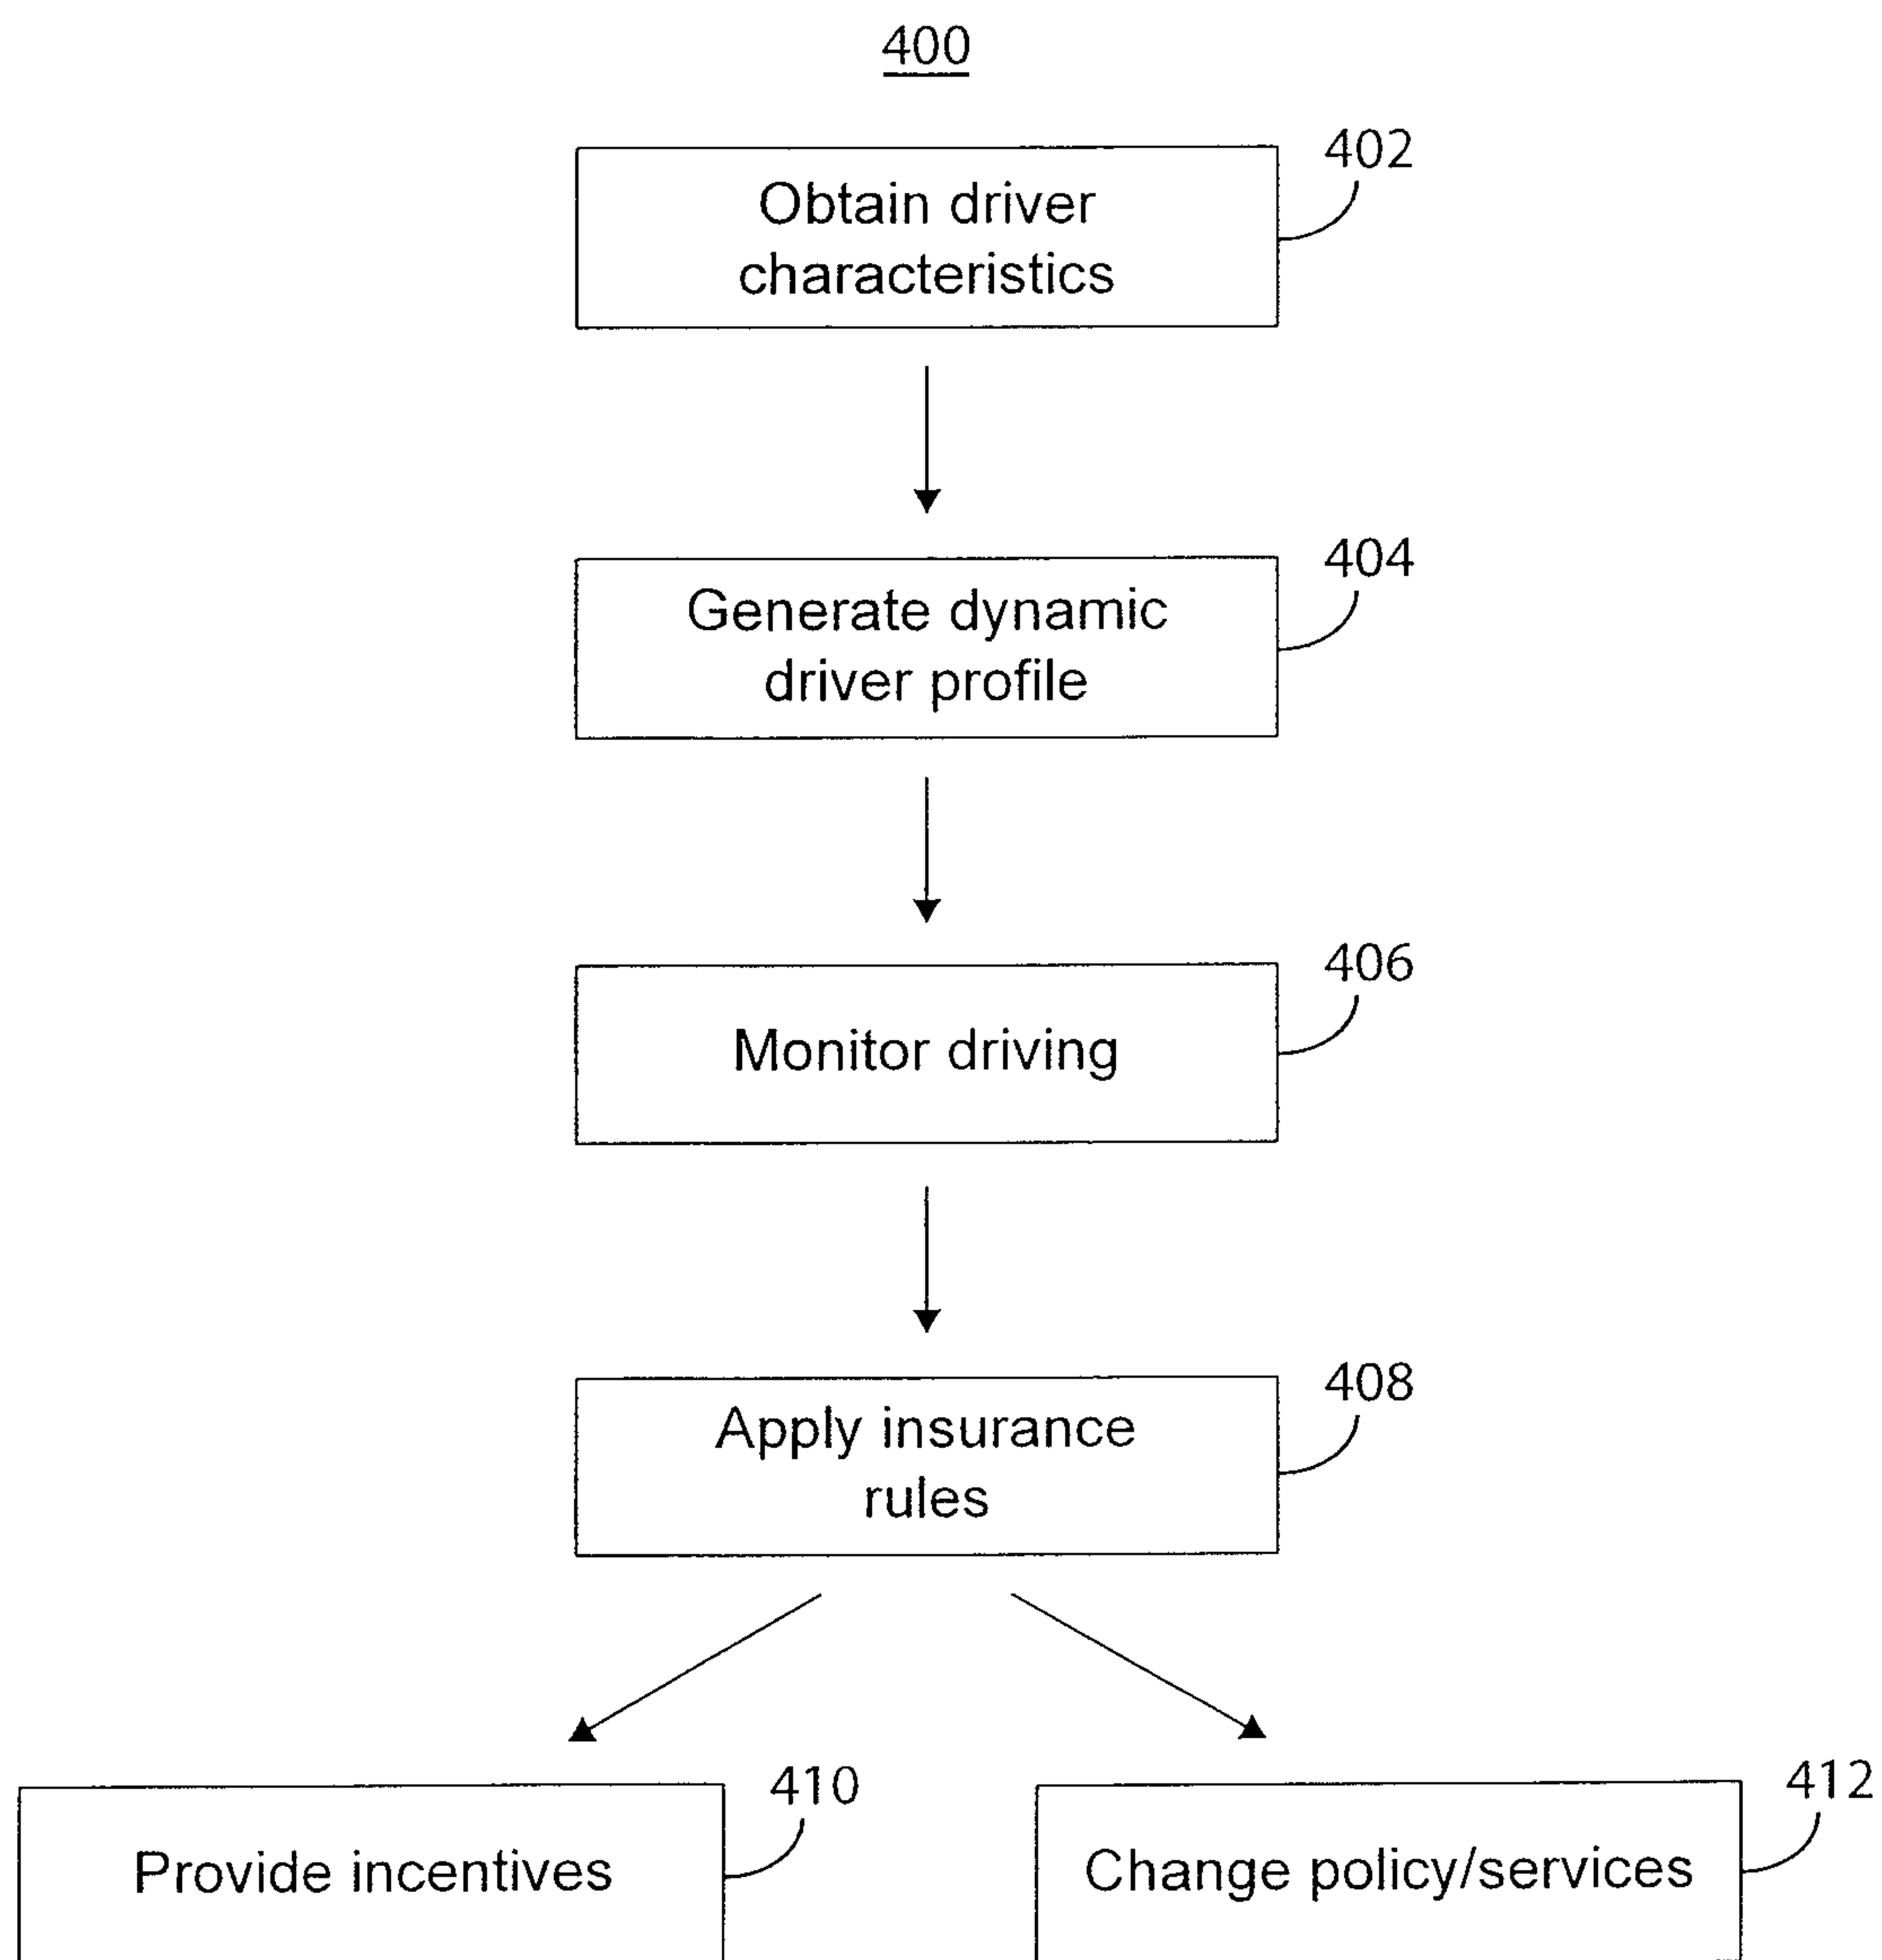 400
402
Obtain driver
characteristics
404
Generate dynamic
driver profile
406
Monitor driving
408
Apply insurance
rules
410
Provide incentives
412
Change policy/services